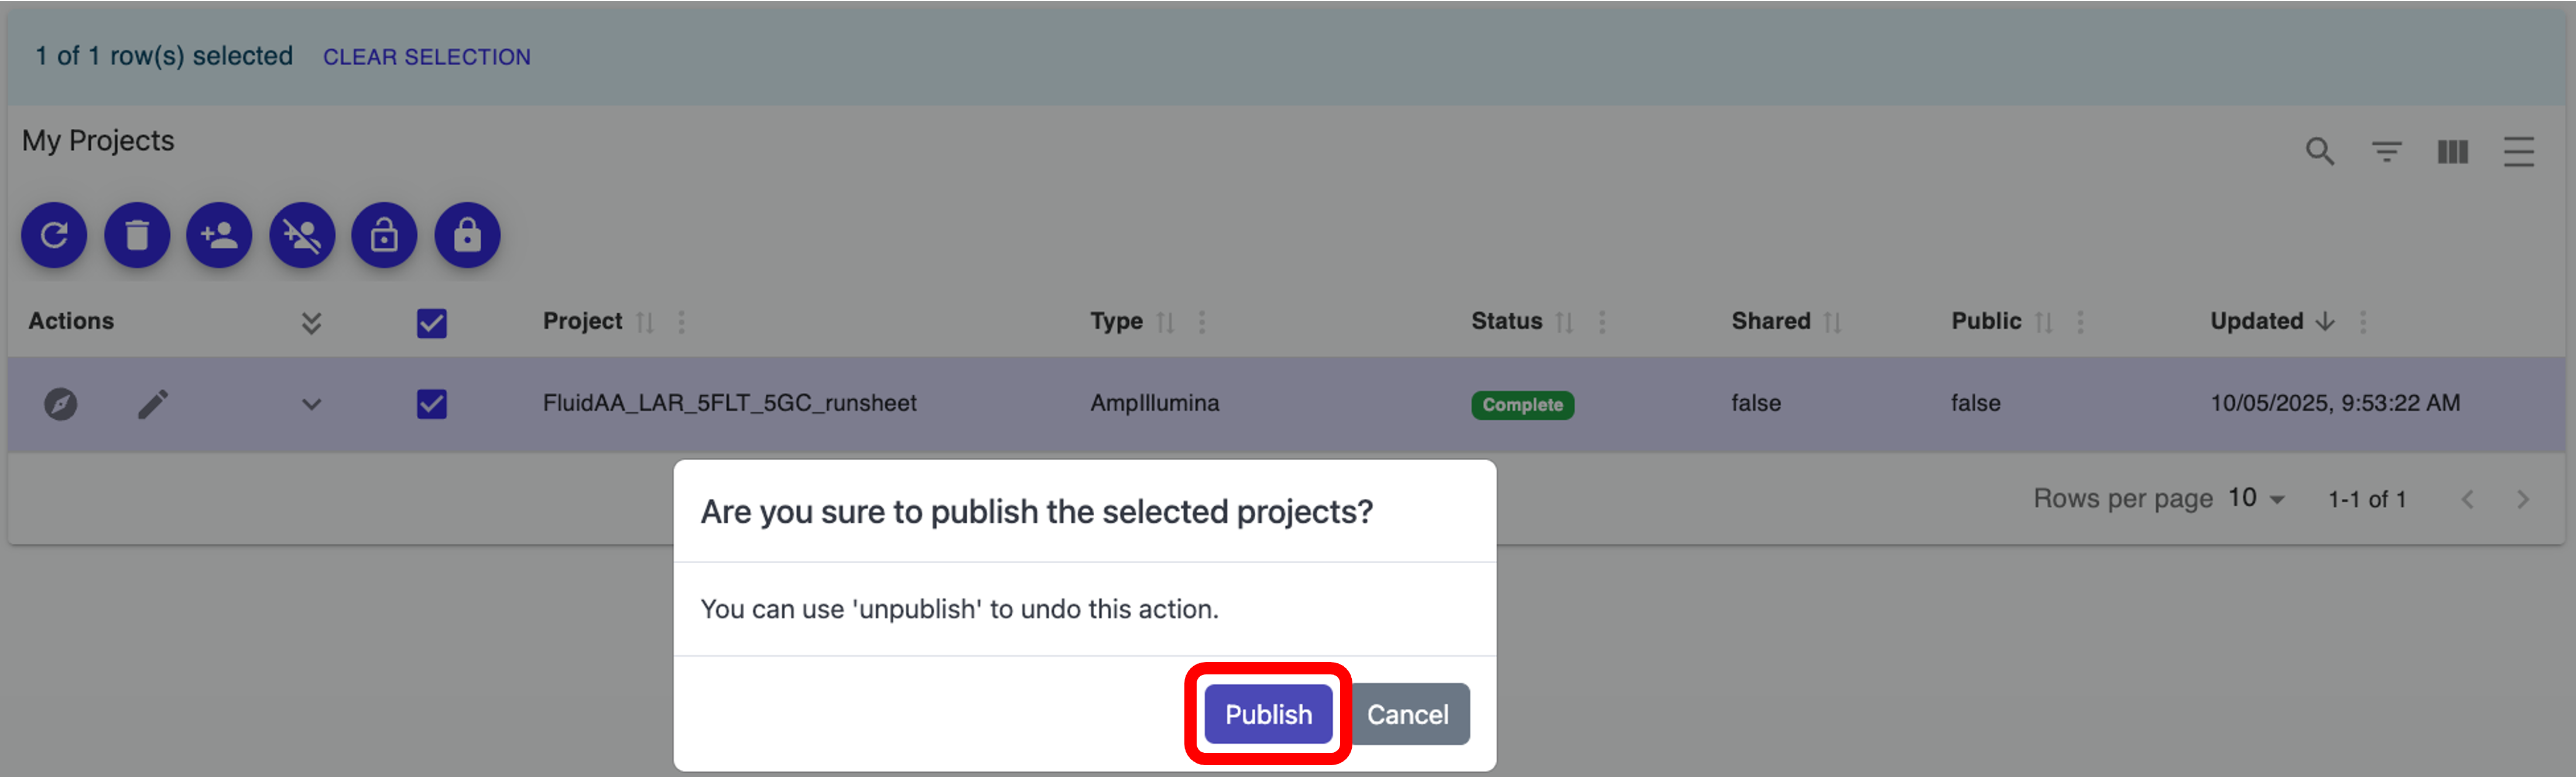 1 of 1 row(s) selected CLEAR SELECTION
My Projects
Actions Project Type Status Shared Public Updated
FluidAA_LAR_5FLT_5GC_runsheet AmpIllumina Complete false false 10/05/2025, 9:53:22 AM
Rows per page 10 1-1 of 1
Are you sure to publish the selected projects?
You can use 'unpublish' to undo this action.
Publish Cancel